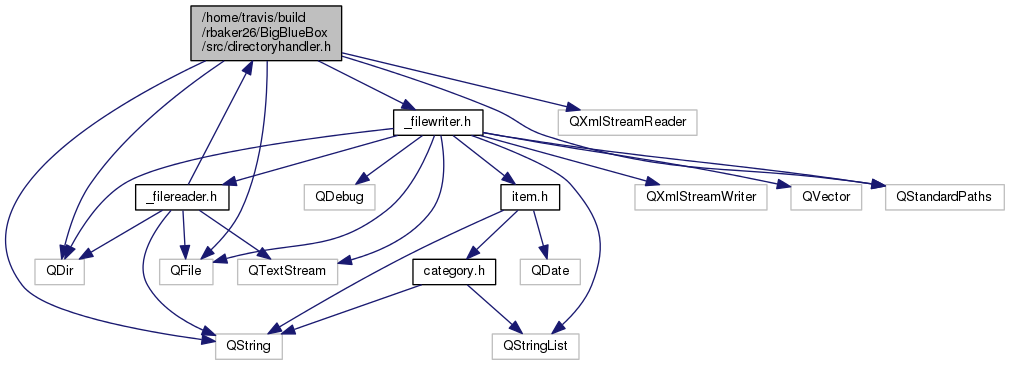 /home/travis/build
/rbaker26/BigBlueBox
/src/directoryhandler.h
_filewriter.h
QXmlStreamReader
_filereader.h
QDebug
item.h
QXmlStreamWriter
QVector
QStandardPaths
QDir
QFile
QTextStream
category.h
QDate
QString
QStringList